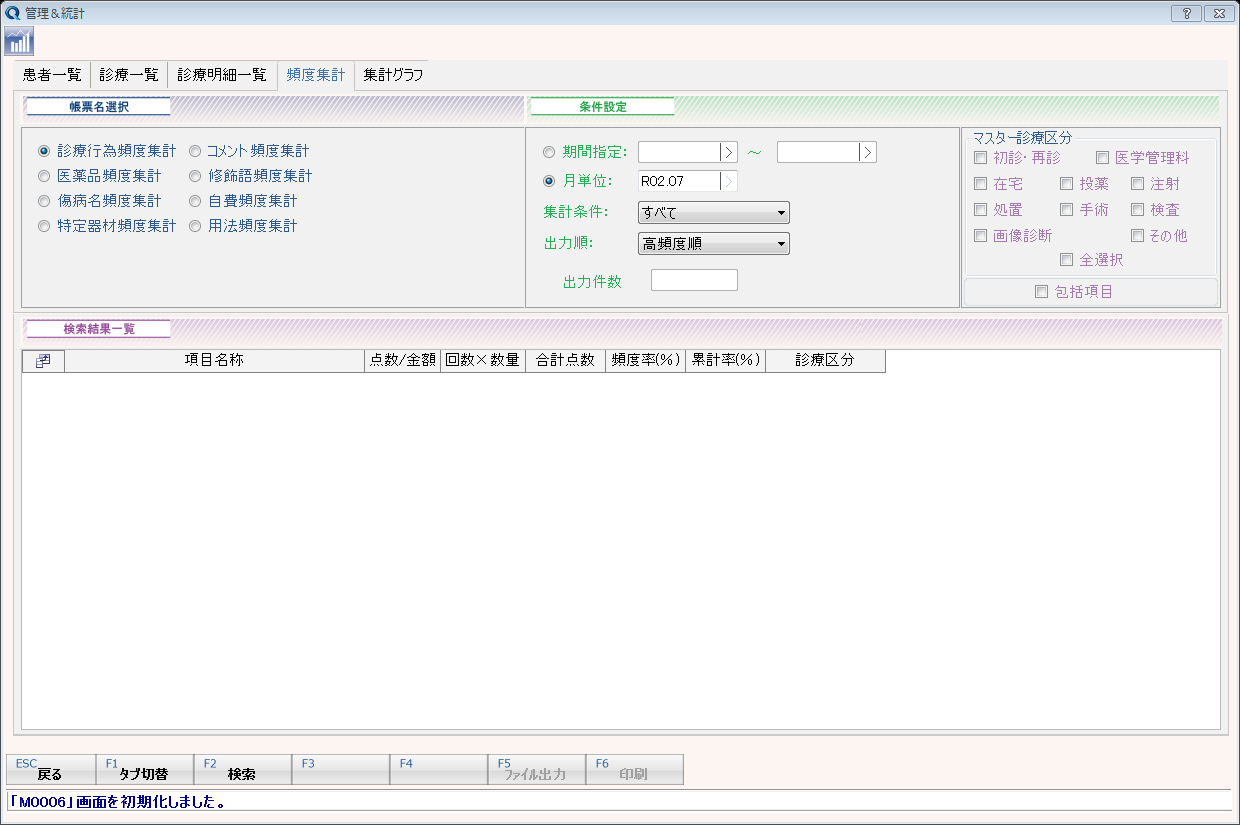 管理&統計
患者一覧 診療一覧 診療明細一覧 頻度集計 集計グラフ
帳票名選択
診療行為頻度集計 コメント頻度集計
医薬品頻度集計 修飾語頻度集計
傷病名頻度集計 自費頻度集計
特定器材頻度集計 用法頻度集計
条件設定
期間指定: ～
月単位: R02.07
集計条件: すべて
出力順: 高頻度順
出力件数
マスター診療区分
初診・再診 医学管理科
在宅 投薬 注射
処置 手術 検査
画像診断 その他
全選択
包括項目
検索結果一覧
項目名称 点数/金額 回数×数量 合計点数 頻度率(%) 累計率(%) 診療区分
ESC 戻る F1 タブ切替 F2 検索 F3 F4 F5 ファイル出力 F6 印刷
「M0006」画面を初期化しました。